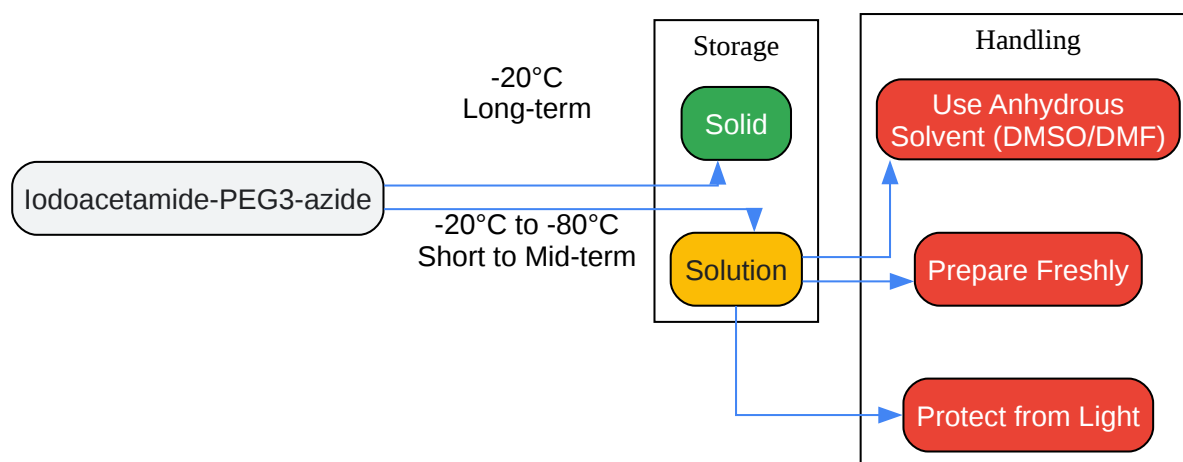 Storage
Handling
-20°C
Long-term
Solid
Use Anhydrous
Solvent (DMSO/DMF)
Iodoacetamide-PEG3-azide
-20°C to -80°C
Short to Mid-term
Solution
Prepare Freshly
Protect from Light